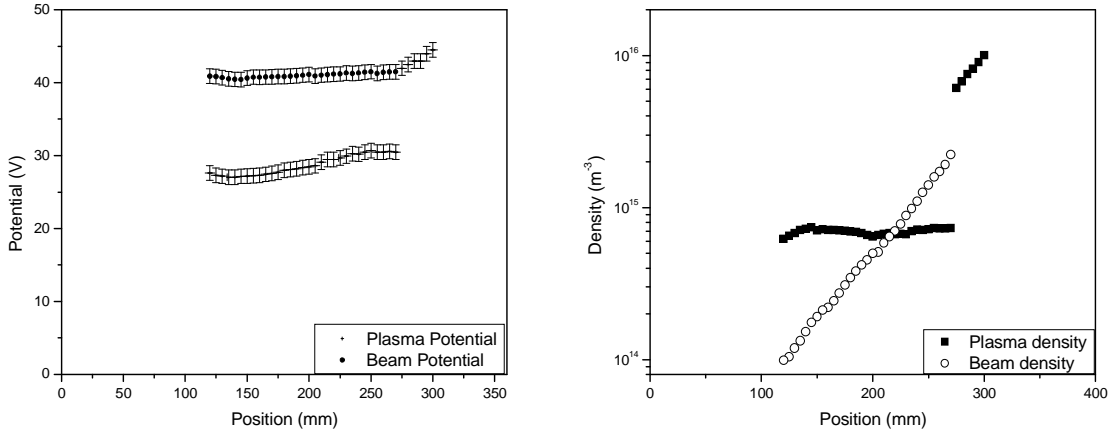 50
40
30
20
10
0
Potential (V)
0 50 100 150 200 250 300 350
Position (mm)
Plasma Potential
Beam Potential
10^16
10^15
10^14
Density (m^-3)
0 100 200 300 400
Position (mm)
Plasma density
Beam density